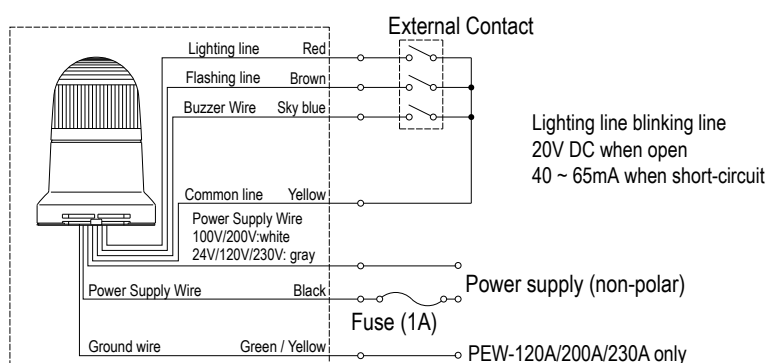 External Contact
Lighting line Red
Flashing line Brown
Buzzer Wire Sky blue
Lighting line blinking line
20V DC when open
40 ~ 65mA when short-circuit
Common line Yellow
Power Supply Wire
100V/200V:white
24V/120V/230V: gray
Power supply (non-polar)
Power Supply Wire Black
Fuse (1A)
Ground wire Green / Yellow
PEW-120A/200A/230A only